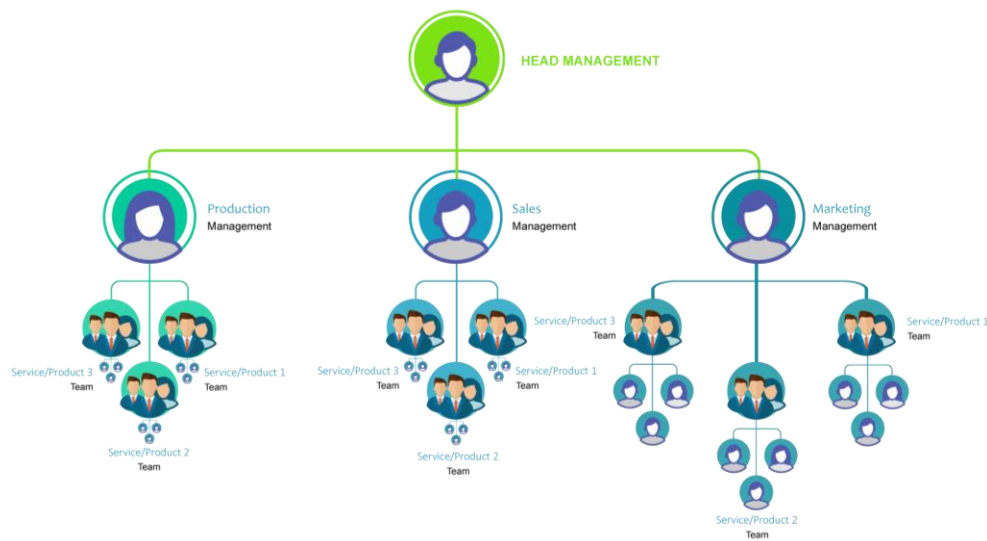 HEAD MANAGEMENT
Production
Management
Sales
Management
Marketing
Management
Service/Product 3
Team
Service/Product 1
Team
Service/Product 2
Team
Service/Product 3
Team
Service/Product 1
Team
Service/Product 2
Team
Service/Product 3
Team
Service/Product 1
Team
Service/Product 2
Team